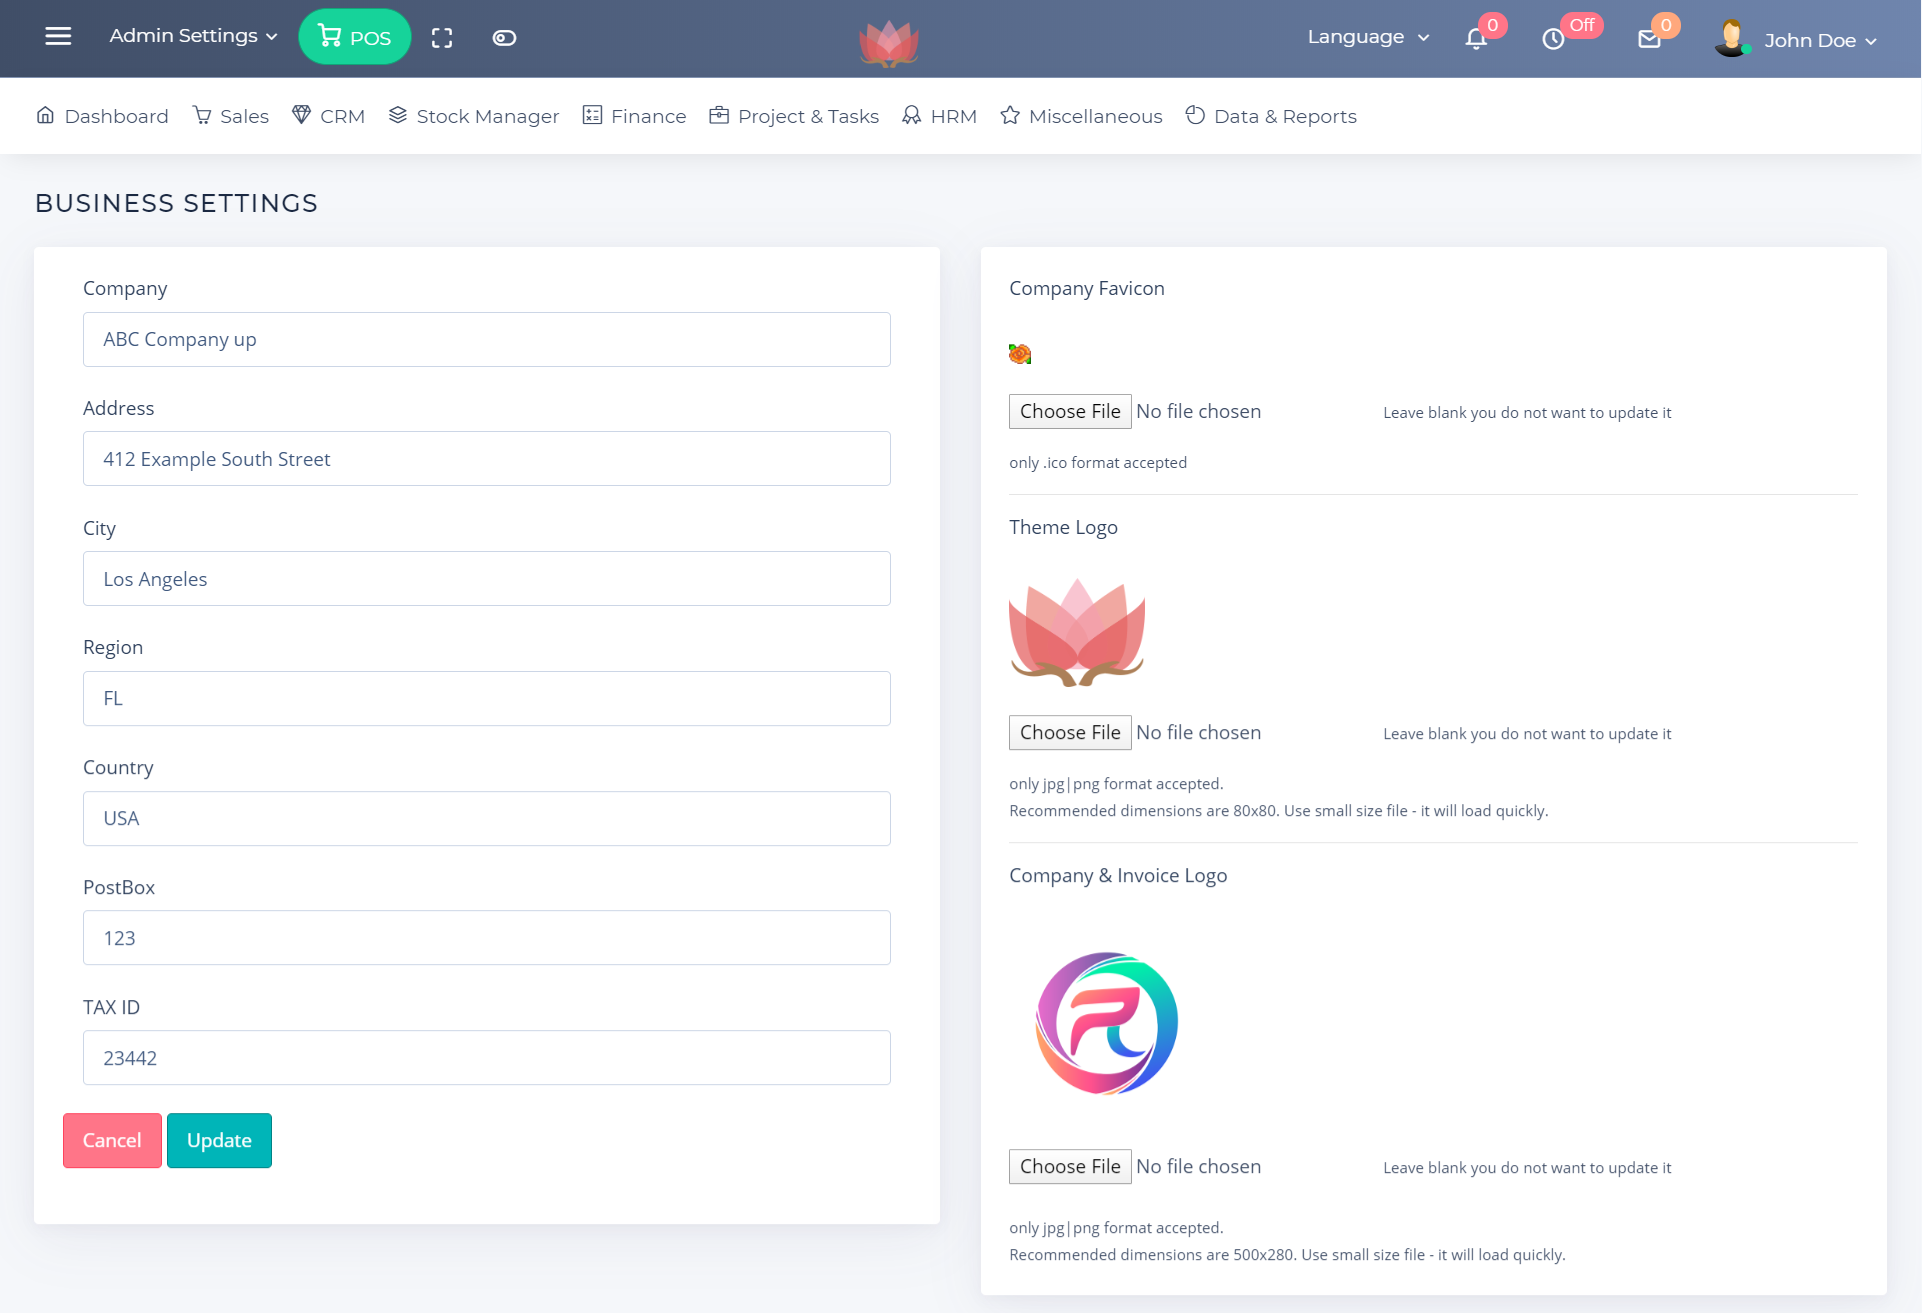 Admin Settings POS Language 0 Off 0 John Doe
Dashboard Sales CRM Stock Manager Finance Project & Tasks HRM Miscellaneous Data & Reports
BUSINESS SETTINGS
Company
ABC Company up
Address
412 Example South Street
City
Los Angeles
Region
FL
Country
USA
PostBox
123
TAX ID
23442
Cancel Update
Company Favicon
Choose File No file chosen Leave blank you do not want to update it
only .ico format accepted
Theme Logo
Choose File No file chosen Leave blank you do not want to update it
only jpg|png format accepted.
Recommended dimensions are 80x80. Use small size file - it will load quickly.
Company & Invoice Logo
Choose File No file chosen Leave blank you do not want to update it
only jpg|png format accepted.
Recommended dimensions are 500x280. Use small size file - it will load quickly.